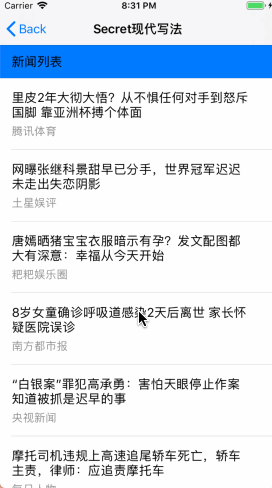 Carrier 8:31 PM
Back Secret现代写法
新闻列表
里皮2年大彻大悟？从不惧任何对手到怒斥
国脚 靠亚洲杯搏个体面
腾讯体育
网曝张继科景甜早已分手，世界冠军迟迟
未走出失恋阴影
土星娱评
唐嫣晒猪宝宝衣服暗示有孕？发文配图都
大有深意：幸福从今天开始
粑粑娱乐圈
8岁女童确诊呼吸道感染2天后离世 家长怀
疑医院误诊
南方都市报
“白银案”罪犯高承勇：害怕天眼停止作案
知道被抓是迟早的事
央视新闻
摩托司机违规上高速追尾轿车死亡，轿车
主责，律师：应追责摩托车
每日人物